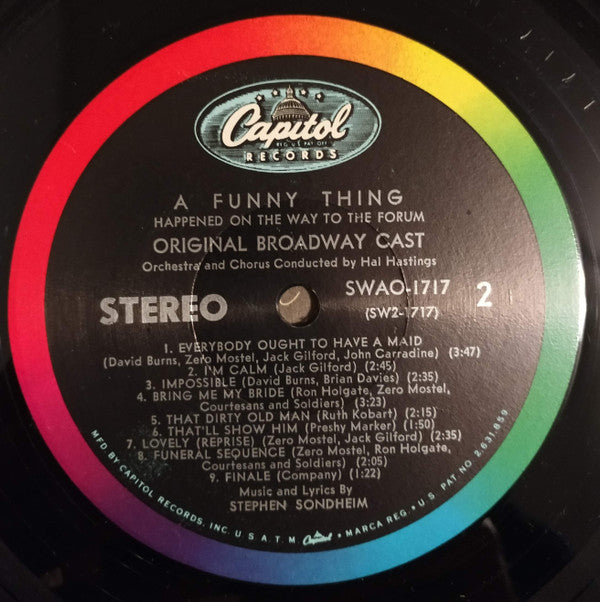 Capitol
REG. U.S. PAT. OFF.
RECORDS
A FUNNY THING
HAPPENED ON THE WAY TO THE FORUM
ORIGINAL BROADWAY CAST
Orchestra and Chorus Conducted by Hal Hastings
STEREO
SWAO-1717
(SW2-1717)
2
1. EVERYBODY OUGHT TO HAVE A MAID
(David Burns, Zero Mostel, Jack Gilford, John Carradine) (3:47)
2. I'M CALM (Jack Gilford) (2:45)
3. IMPOSSIBLE (David Burns, Brian Davies) (2:35)
4. BRING ME MY BRIDE (Ron Holgate, Zero Mostel,
Courtesans and Soldiers) (3:23)
5. THAT DIRTY OLD MAN (Ruth Kobart) (2:15)
6. THAT'LL SHOW HIM (Preshy Marker) (1:50)
7. LOVELY (REPRISE) (Zero Mostel, Jack Gilford) (2:35)
8. FUNERAL SEQUENCE (Zero Mostel, Ron Holgate,
Courtesans and Soldiers) (2:05)
9. FINALE (Company) (1:22)
Music and Lyrics By
STEPHEN SONDHEIM
MFD. BY CAPITOL RECORDS, INC. U S A. T.M. Capitol • MARCA REG. • U S PAT. NO. 2,631,859